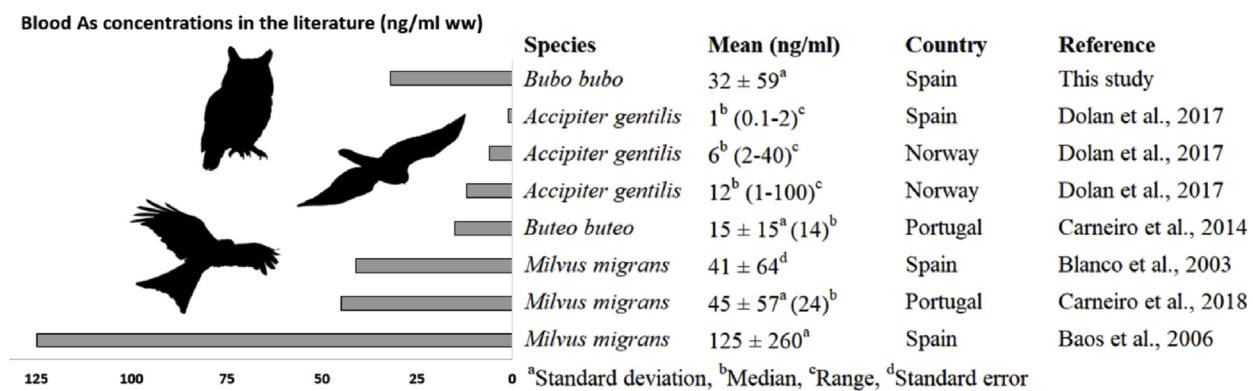 Blood As concentrations in the literature (ng/ml ww)
Species Mean (ng/ml) Country Reference
Bubo bubo 32 ± 59ᵃ Spain This study
Accipiter gentilis 1ᵇ (0.1-2)ᶜ Spain Dolan et al., 2017
Accipiter gentilis 6ᵇ (2-40)ᶜ Norway Dolan et al., 2017
Accipiter gentilis 12ᵇ (1-100)ᶜ Norway Dolan et al., 2017
Buteo buteo 15 ± 15ᵃ (14)ᵇ Portugal Carneiro et al., 2014
Milvus migrans 41 ± 64ᵈ Spain Blanco et al., 2003
Milvus migrans 45 ± 57ᵃ (24)ᵇ Portugal Carneiro et al., 2018
Milvus migrans 125 ± 260ᵃ Spain Baos et al., 2006
125 100 75 50 25 0
ᵃStandard deviation, ᵇMedian, ᶜRange, ᵈStandard error